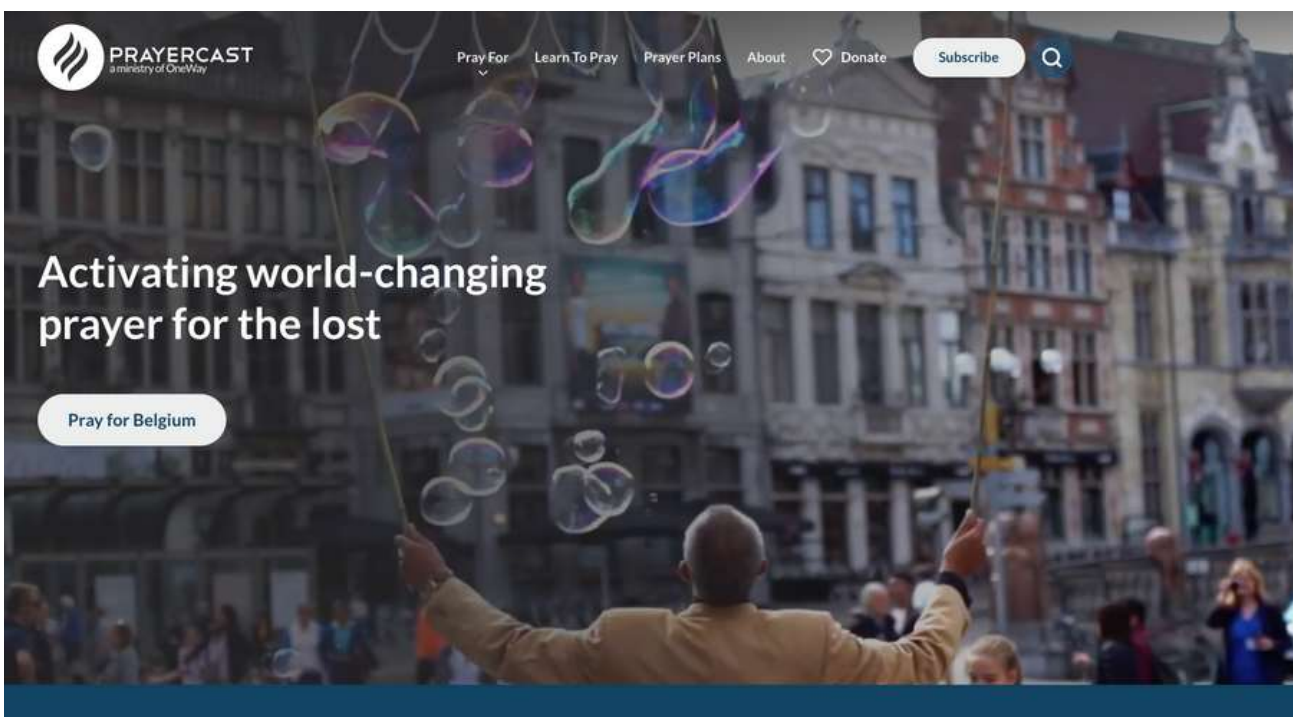 PRAYERCAST
a ministry of OneWay
Pray For
Learn To Pray
Prayer Plans
About
Donate
Subscribe
Activating world-changing
prayer for the lost
Pray for Belgium